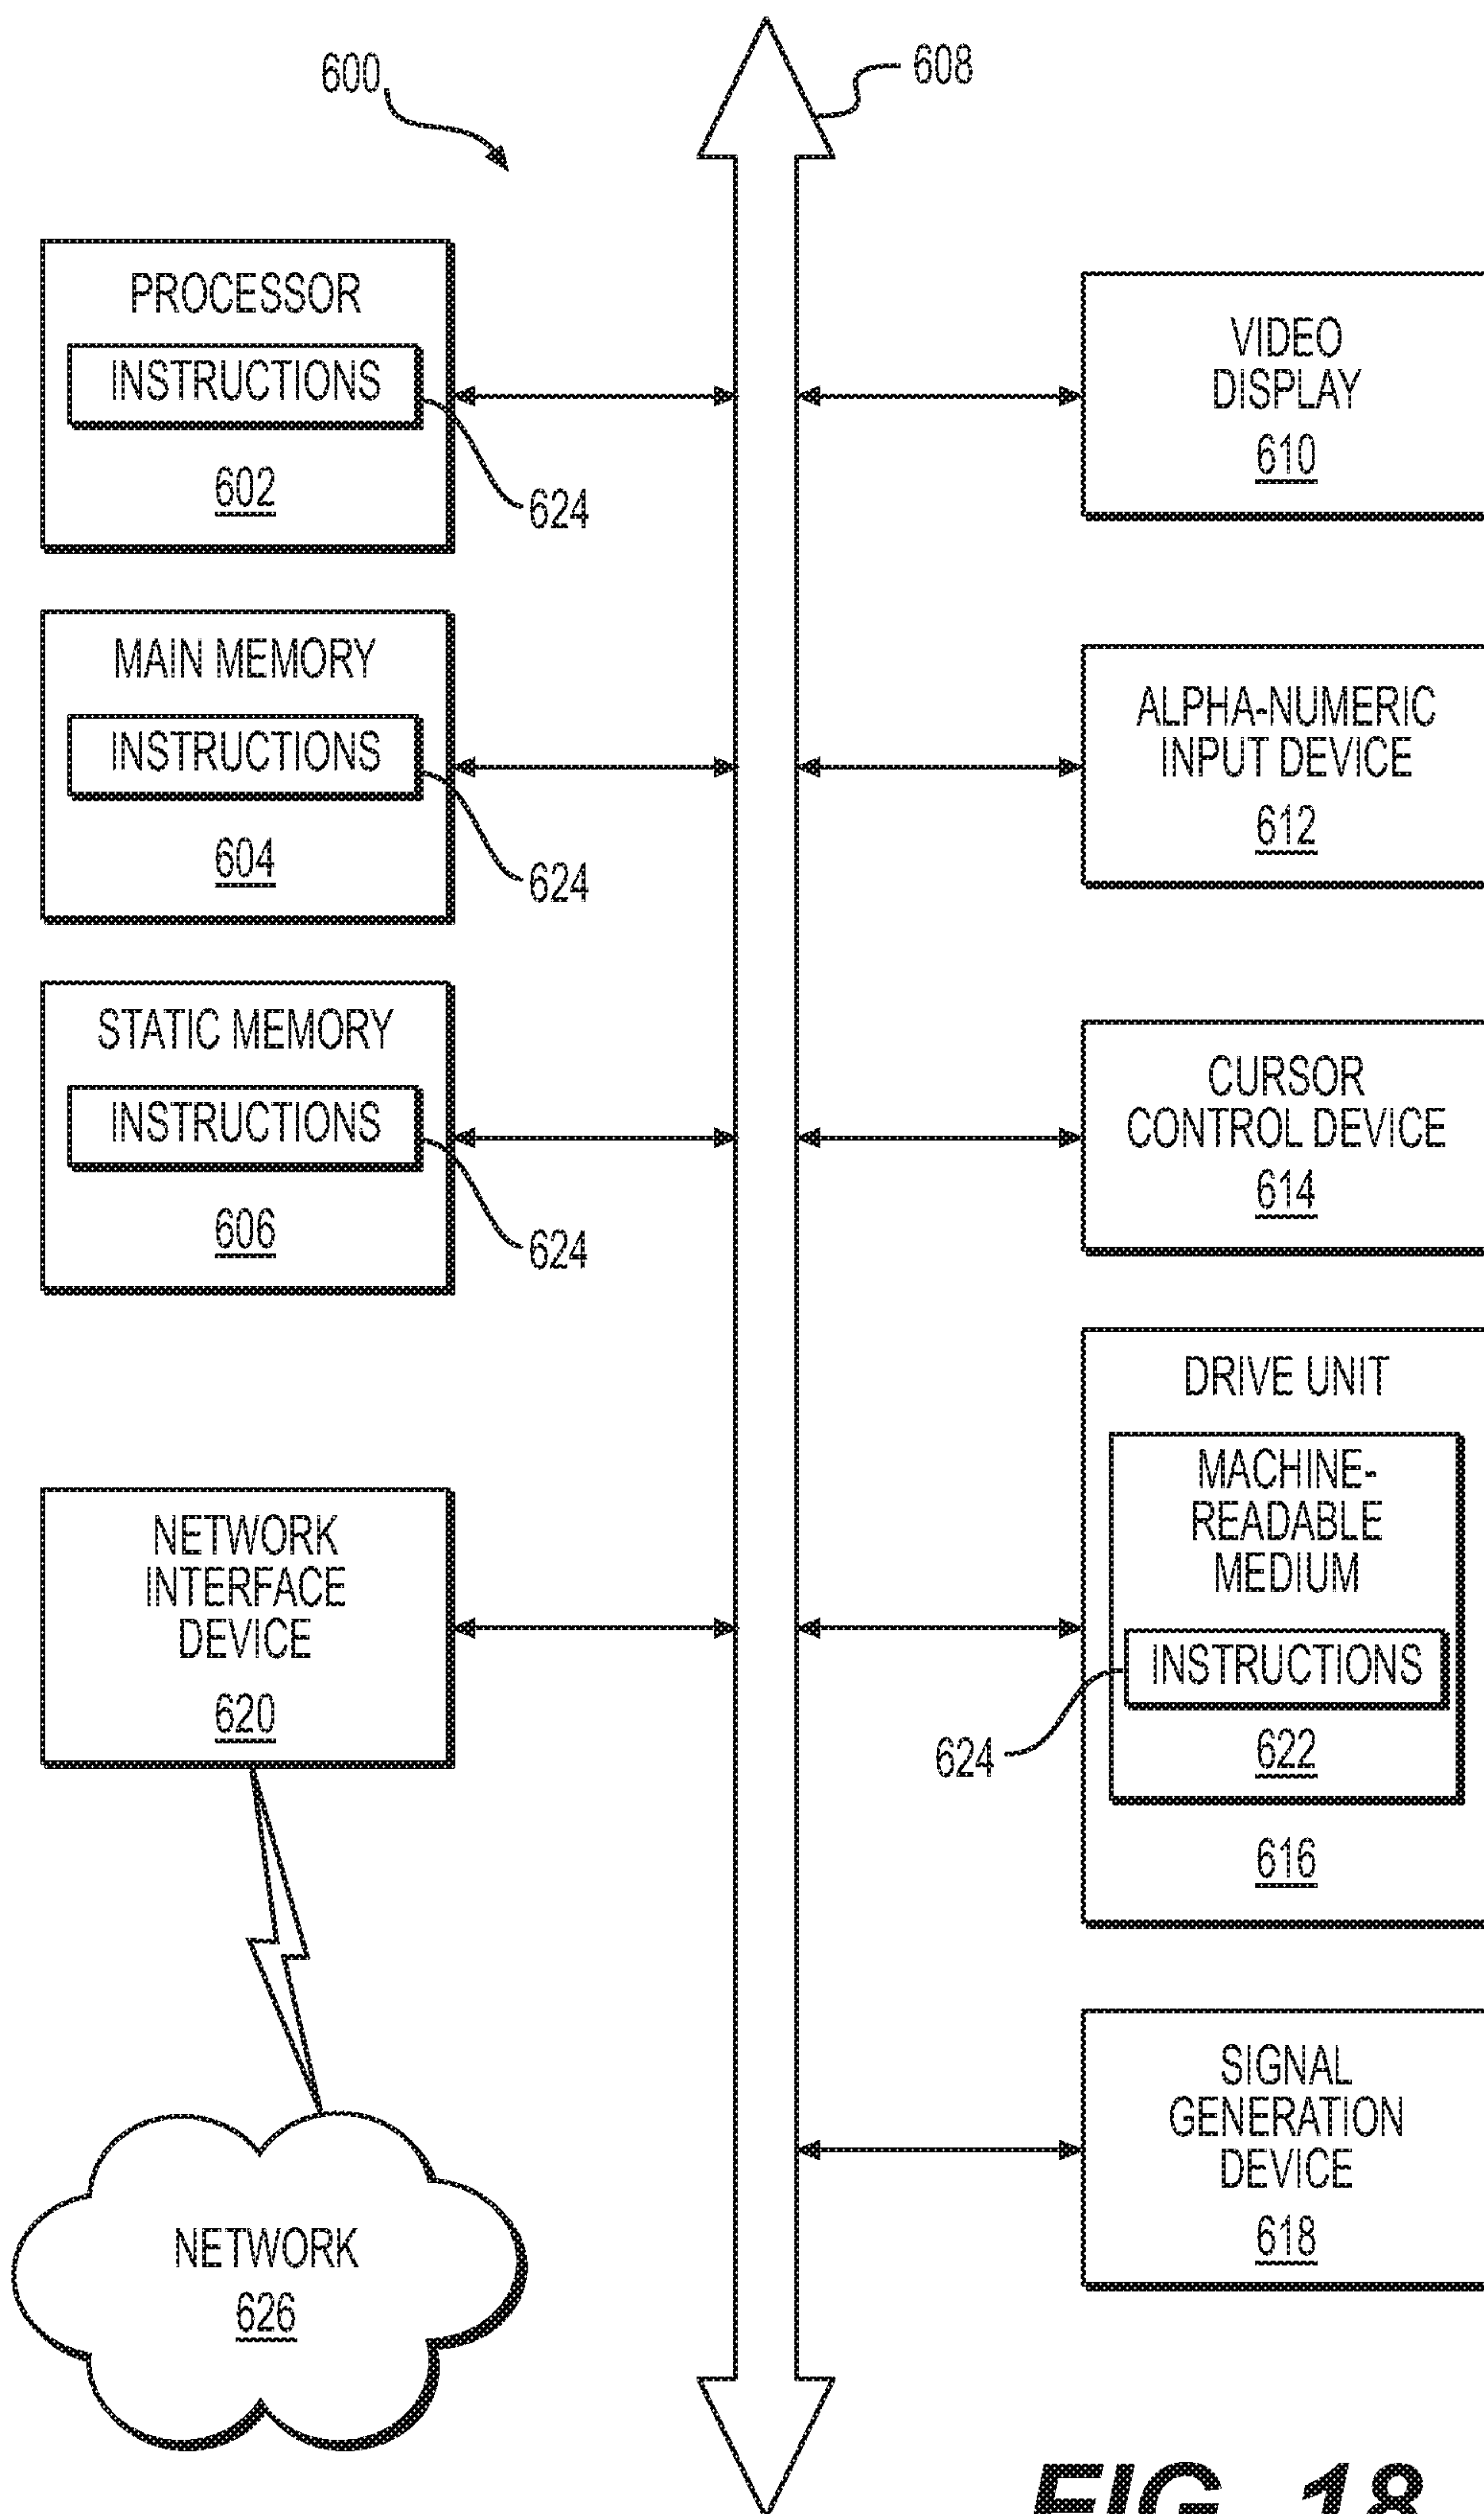 600
608
PROCESSOR
INSTRUCTIONS
602
624
MAIN MEMORY
INSTRUCTIONS
604
624
STATIC MEMORY
INSTRUCTIONS
606
624
NETWORK
INTERFACE
DEVICE
620
NETWORK
626
VIDEO
DISPLAY
610
ALPHA-NUMERIC
INPUT DEVICE
612
CURSOR
CONTROL DEVICE
614
DRIVE UNIT
MACHINE-
READABLE
MEDIUM
INSTRUCTIONS
624
622
616
SIGNAL
GENERATION
DEVICE
618
FIG. 18